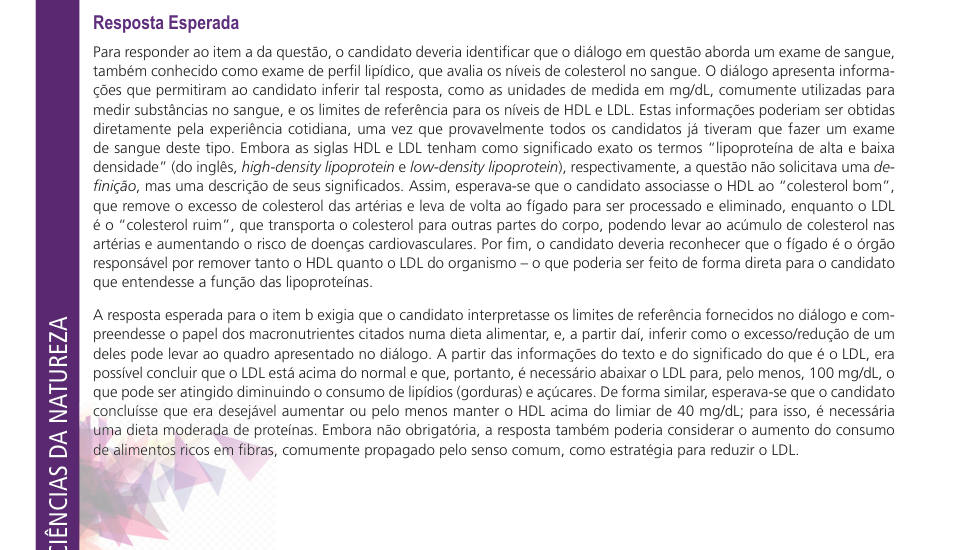 Resposta Esperada
Para responder ao item a da questão, o candidato deveria identificar que o diálogo em questão aborda um exame de sangue,
também conhecido como exame de perfil lipídico, que avalia os níveis de colesterol no sangue. O diálogo apresenta informa-
ções que permitiram ao candidato inferir tal resposta, como as unidades de medida em mg/dL, comumente utilizadas para
medir substâncias no sangue, e os limites de referência para os níveis de HDL e LDL. Estas informações poderiam ser obtidas
diretamente pela experiência cotidiana, uma vez que provavelmente todos os candidatos já tiveram que fazer um exame
de sangue deste tipo. Embora as siglas HDL e LDL tenham como significado exato os termos “lipoproteína de alta e baixa
densidade” (do inglês, high-density lipoprotein e low-density lipoprotein), respectivamente, a questão não solicitava uma de-
finição, mas uma descrição de seus significados. Assim, esperava-se que o candidato associasse o HDL ao “colesterol bom”,
que remove o excesso de colesterol das artérias e leva de volta ao fígado para ser processado e eliminado, enquanto o LDL
é o “colesterol ruim”, que transporta o colesterol para outras partes do corpo, podendo levar ao acúmulo de colesterol nas
artérias e aumentando o risco de doenças cardiovasculares. Por fim, o candidato deveria reconhecer que o fígado é o órgão
responsável por remover tanto o HDL quanto o LDL do organismo – o que poderia ser feito de forma direta para o candidato
que entendesse a função das lipoproteínas.
A resposta esperada para o item b exigia que o candidato interpretasse os limites de referência fornecidos no diálogo e com-
preendesse o papel dos macronutrientes citados numa dieta alimentar, e, a partir daí, inferir como o excesso/redução de um
deles pode levar ao quadro apresentado no diálogo. A partir das informações do texto e do significado do que é o LDL, era
possível concluir que o LDL está acima do normal e que, portanto, é necessário abaixar o LDL para, pelo menos, 100 mg/dL, o
que pode ser atingido diminuindo o consumo de lipídios (gorduras) e açúcares. De forma similar, esperava-se que o candidato
concluísse que era desejável aumentar ou pelo menos manter o HDL acima do limiar de 40 mg/dL; para isso, é necessária
uma dieta moderada de proteínas. Embora não obrigatória, a resposta também poderia considerar o aumento do consumo
de alimentos ricos em fibras, comumente propagado pelo senso comum, como estratégia para reduzir o LDL.
CIÊNCIAS DA NATUREZA